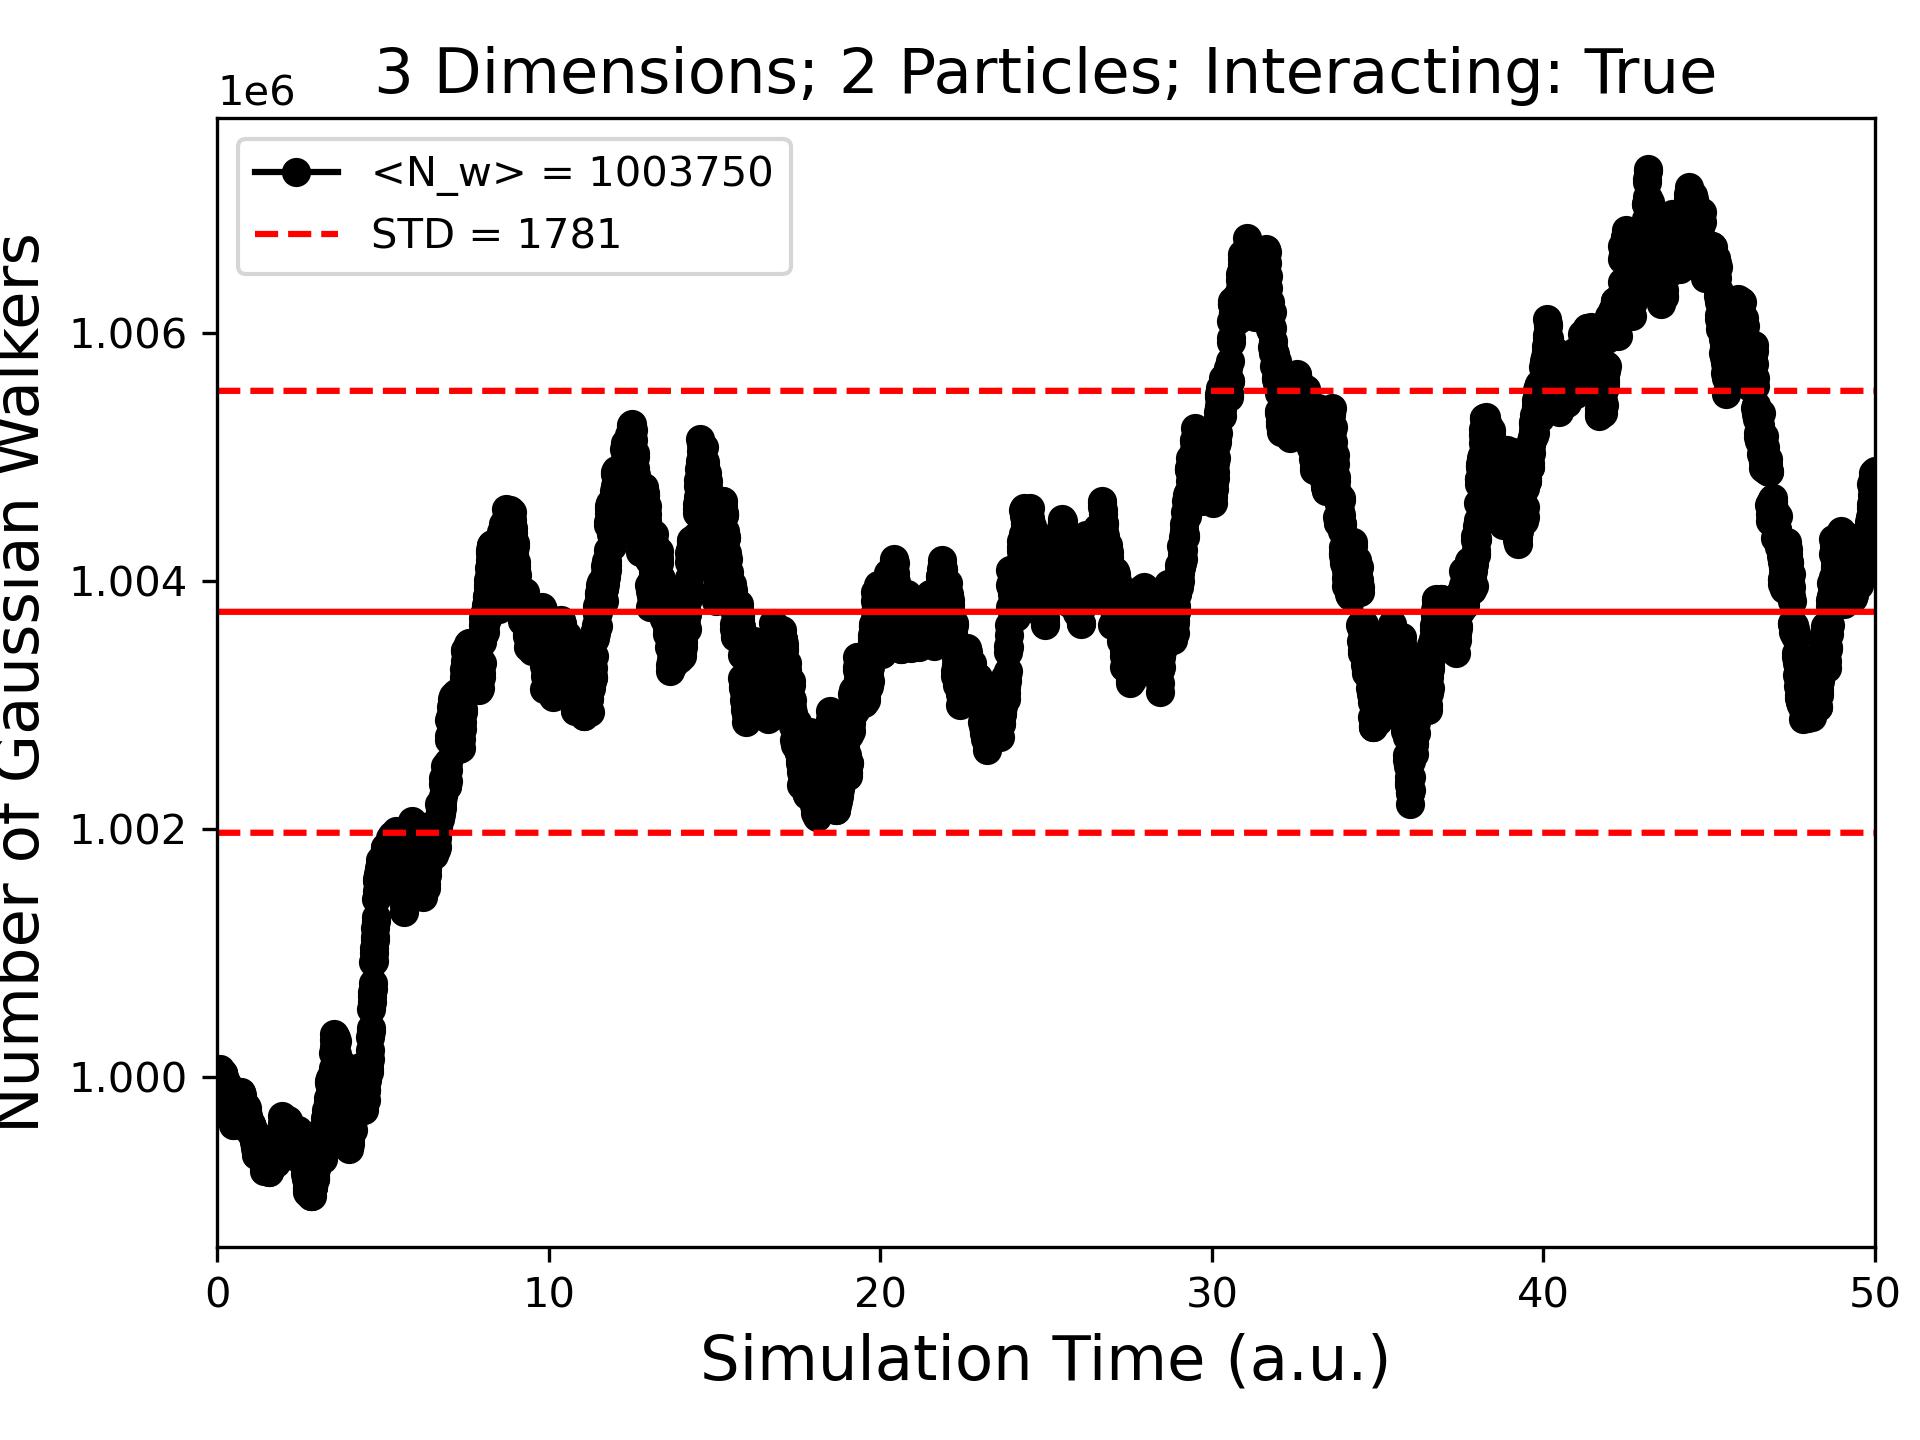 3 Dimensions; 2 Particles; Interacting: True
1e6
<N_w> = 1003750
STD = 1781
Number of Gaussian Walkers
1.006
1.004
1.002
1.000
0 10 20 30 40 50
Simulation Time (a.u.)